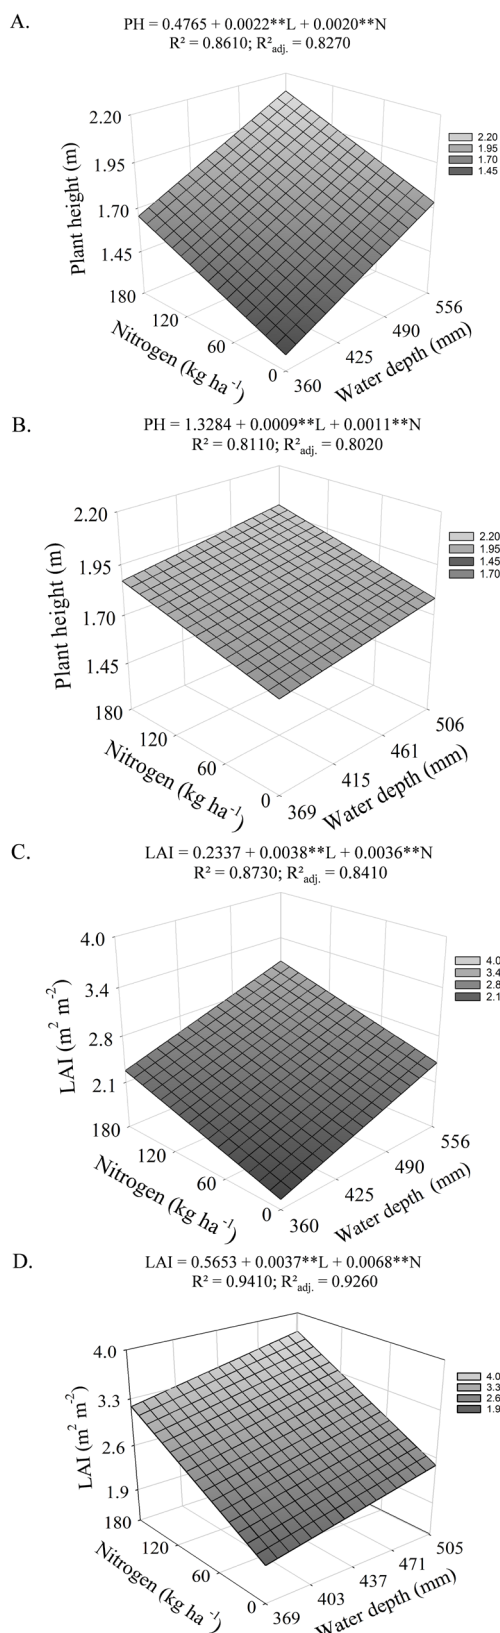 A.
PH = 0.4765 + 0.0022**L + 0.0020**N
R² = 0.8610; R²adj. = 0.8270
2.20
1.95
1.70
1.45
Plant height (m)
2.20
1.95
1.70
1.45
180
120
60
0
Nitrogen (kg ha-1)
556
490
425
360
Water depth (mm)
B.
PH = 1.3284 + 0.0009**L + 0.0011**N
R² = 0.8110; R²adj. = 0.8020
2.20
1.95
1.70
1.45
Plant height (m)
2.20
1.95
1.45
1.70
180
120
60
0
Nitrogen (kg ha-1)
506
461
415
369
Water depth (mm)
C.
LAI = 0.2337 + 0.0038**L + 0.0036**N
R² = 0.8730; R²adj. = 0.8410
4.0
3.4
2.8
2.1
LAI (m2 m-2)
4.0
3.4
2.8
2.1
180
120
60
0
Nitrogen (kg ha-1)
556
490
425
360
Water depth (mm)
D.
LAI = 0.5653 + 0.0037**L + 0.0068**N
R² = 0.9410; R²adj. = 0.9260
4.0
3.3
2.6
1.9
LAI (m2 m-2)
4.0
3.3
2.6
1.9
180
120
60
0
Nitrogen (kg ha-1)
505
471
437
403
369
Water depth (mm)